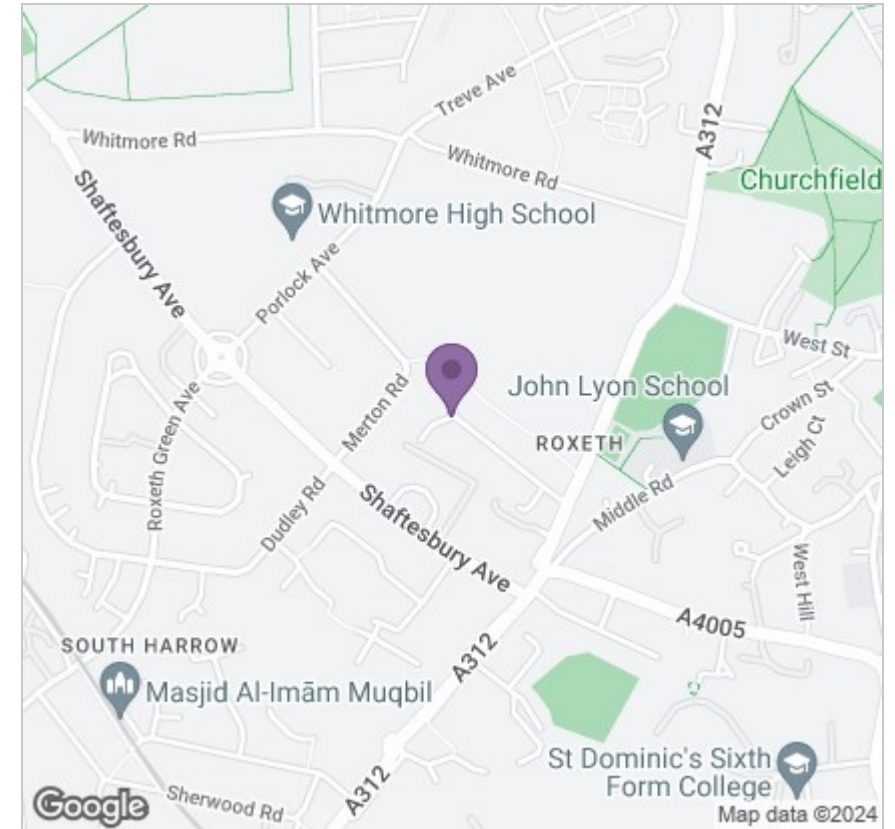 Treve Ave
A312
Whitmore Rd
Whitmore Rd
Churchfield
Shaftesbury Ave
Whitmore High School
Porlock Ave
West St
John Lyon School
Crown St
Merton Rd
ROXETH
Leigh Ct
Roxeth Green Ave
Middle Rd
Dudley Rd
Shaftesbury Ave
West Hill
A4005
SOUTH HARROW
A312
Masjid Al-Imām Muqbil
St Dominic's Sixth
Form College
A312
Sherwood Rd
Google
Map data ©2024